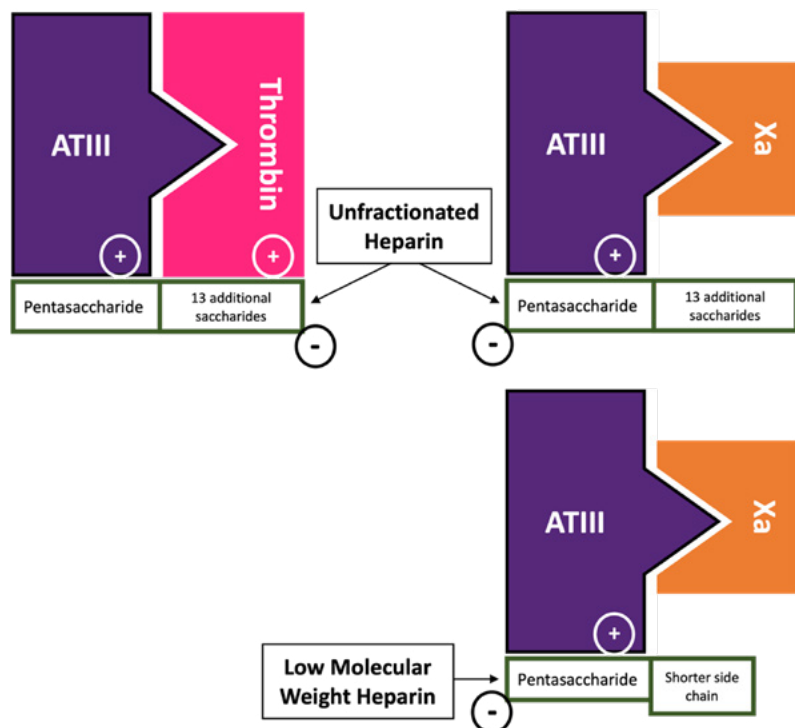 ATIII
Thrombin
+
+
Pentasaccharide
13 additional
saccharides
-
Unfractionated
Heparin
ATIII
Xa
+
Pentasaccharide
13 additional
saccharides
-
ATIII
Xa
+
Low Molecular
Weight Heparin
Pentasaccharide
Shorter side
chain
-